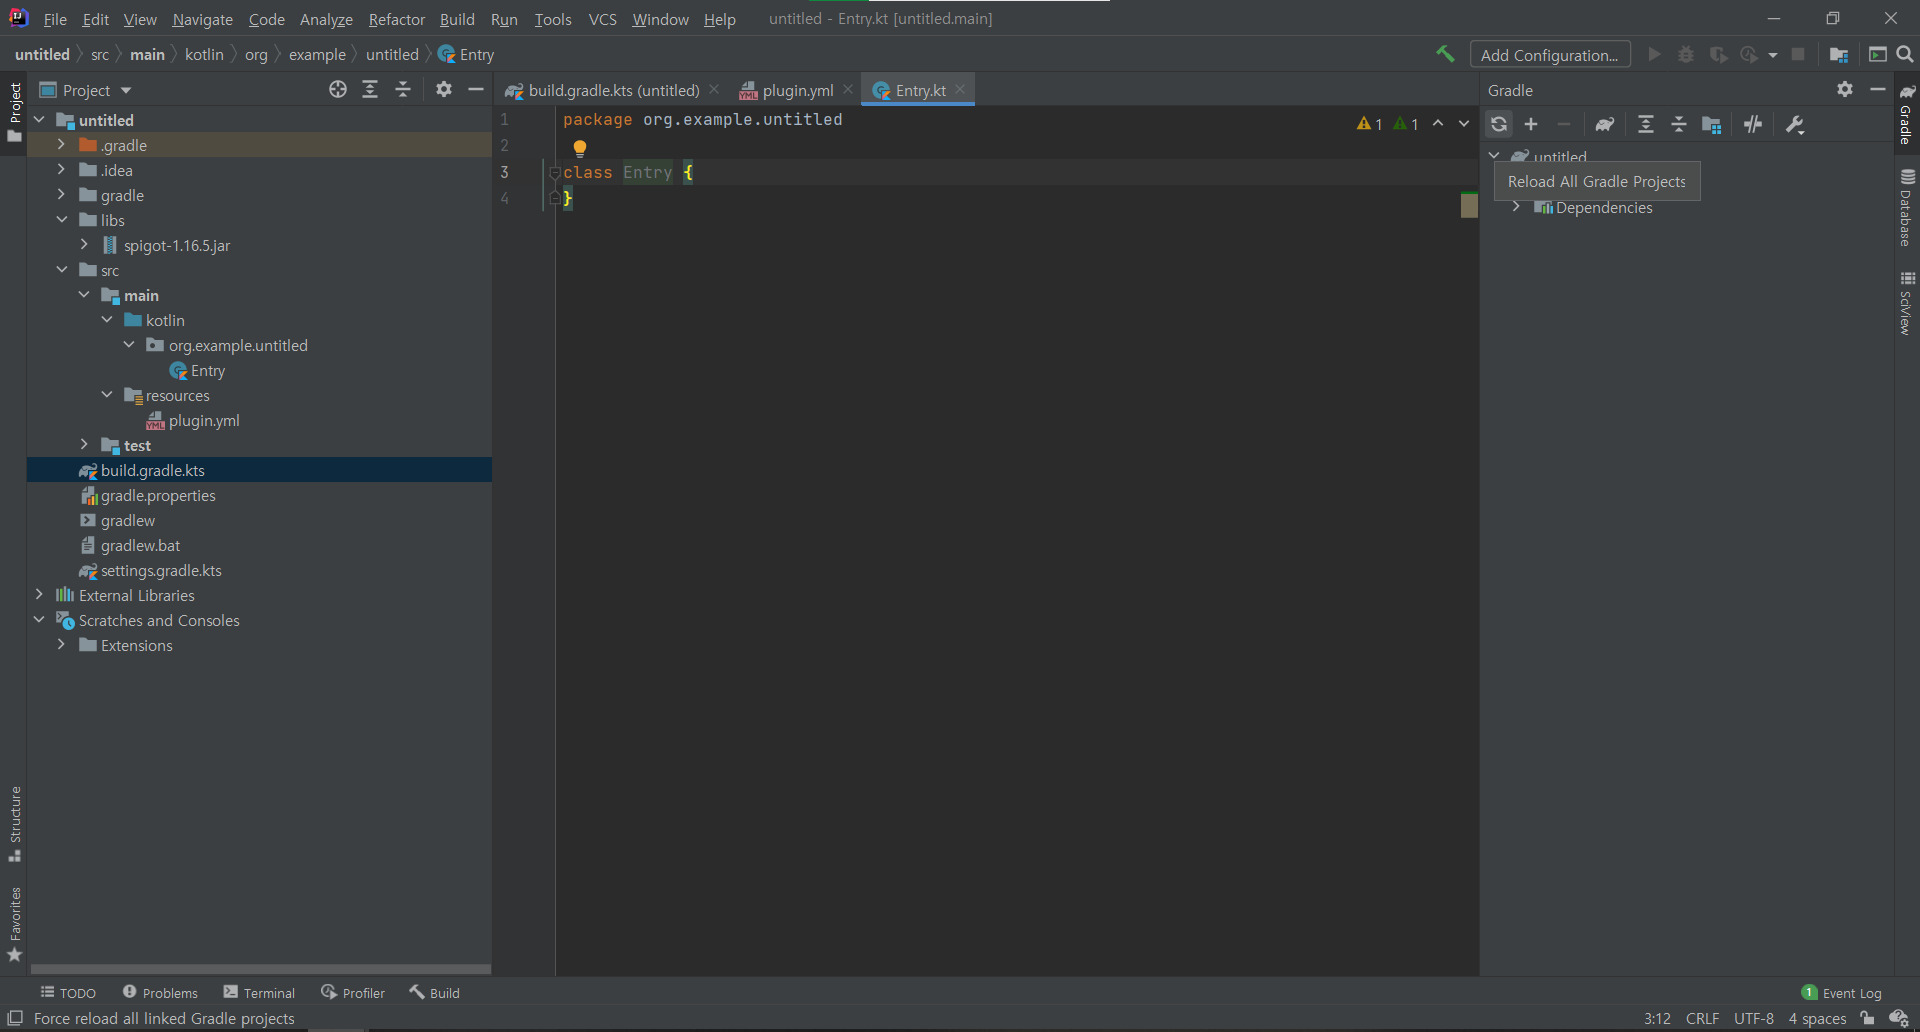 File Edit View Navigate Code Analyze Refactor Build Run Tools VCS Window Help untitled - Entry.kt [untitled.main]
untitled src main kotlin org example untitled Entry Add Configuration...
Project
Project
build.gradle.kts (untitled) plugin.yml Entry.kt
Gradle
untitled
.gradle
.idea
gradle
libs
spigot-1.16.5.jar
src
main
kotlin
org.example.untitled
Entry
resources
plugin.yml
test
build.gradle.kts
gradle.properties
gradlew
gradlew.bat
settings.gradle.kts
External Libraries
Scratches and Consoles
Extensions
1 package org.example.untitled
2
3 class Entry {
4 }
1 1
untitled
Reload All Gradle Projects
Dependencies
Gradle
Database
SciView
Structure
Favorites
TODO Problems Terminal Profiler Build 1 Event Log
Force reload all linked Gradle projects 3:12 CRLF UTF-8 4 spaces